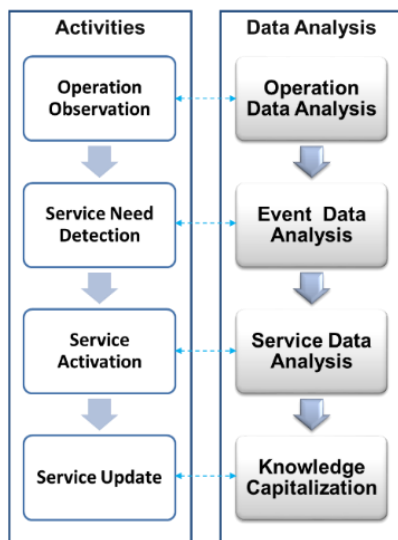 Activities
Operation
Observation
Service Need
Detection
Service
Activation
Service Update
Data Analysis
Operation
Data Analysis
Event Data
Analysis
Service Data
Analysis
Knowledge
Capitalization